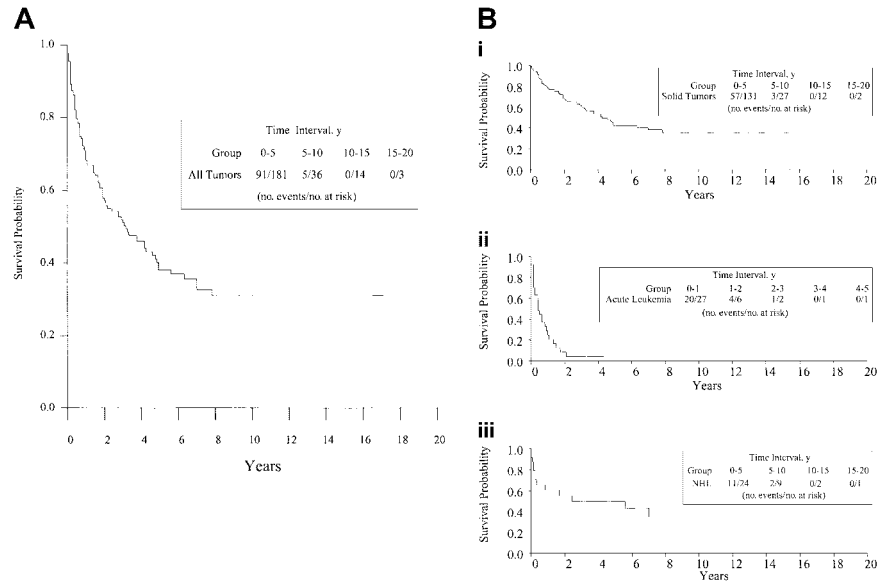 A
Survival Probability
1.0
0.8
0.6
0.4
0.2
0.0
Time Interval, y
Group 0-5 5-10 10-15 15-20
All Tumors 91/181 5/36 0/14 0/3
(no. events/no. at risk)
0 2 4 6 8 10 12 14 16 18 20
Years
B
i
Survival Probability
1.0
0.8
0.6
0.4
0.2
0.0
Time Interval, y
Group 0-5 5-10 10-15 15-20
Solid Tumors 57/131 3/27 0/12 0/2
(no. events/no. at risk)
0 2 4 6 8 10 12 14 16 18 20
Years
ii
Survival Probability
1.0
0.8
0.6
0.4
0.2
0.0
Time Interval, y
Group 0-1 1-2 2-3 3-4 4-5
Acute Leukemia 20/27 4/6 1/2 0/1 0/1
(no. events/no. at risk)
0 2 4 6 8 10 12 14 16 18 20
Years
iii
Survival Probability
1.0
0.8
0.6
0.4
0.2
0.0
Time Interval, y
Group 0-5 5-10 10-15 15-20
NHL 11/24 2/9 0/2 0/1
(no. events/no. at risk)
0 2 4 6 8 10 12 14 16 18 20
Years